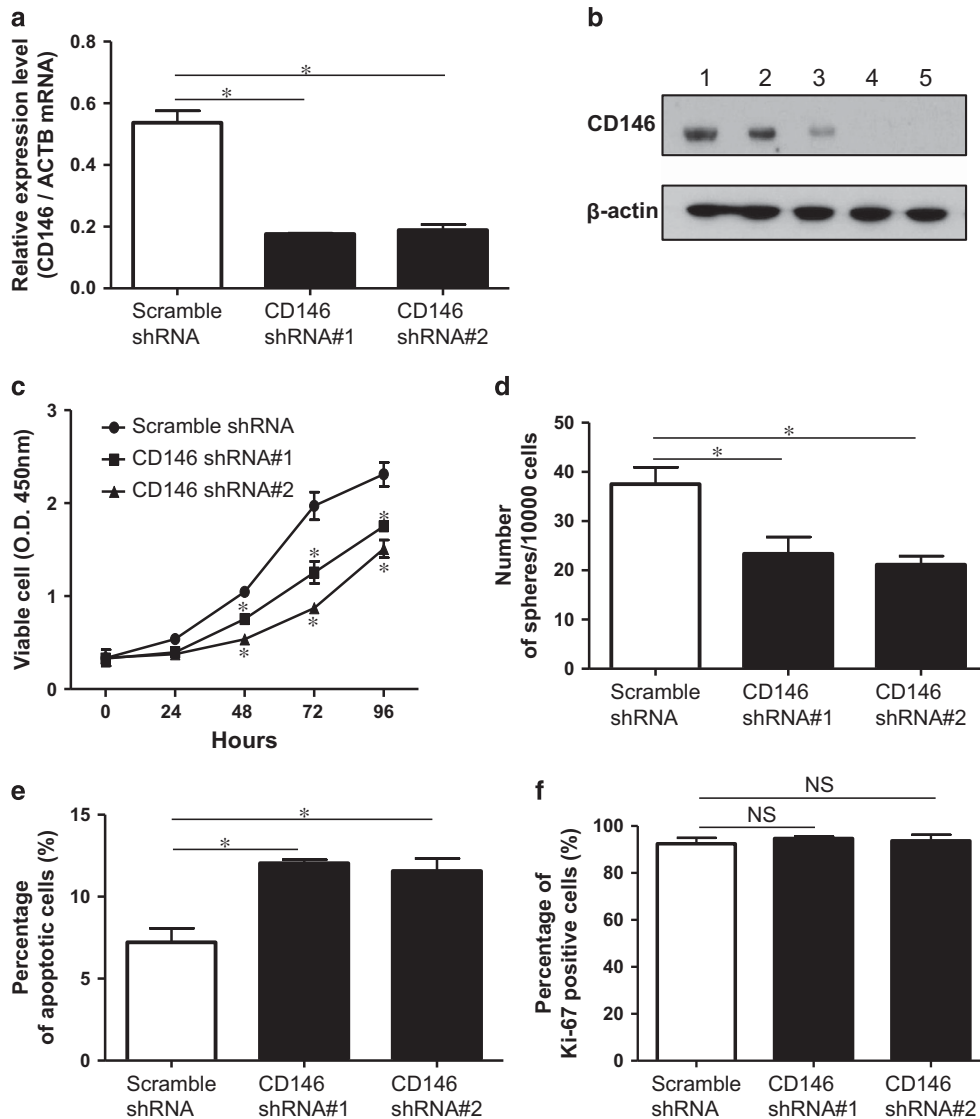 a
Relative expression level
(CD146 / ACTB mRNA)
0.8
0.6
0.4
0.2
0.0
*
*
Scramble
shRNA
CD146
shRNA#1
CD146
shRNA#2
b
1 2 3 4 5
CD146
β-actin
c
Viable cell (O.D. 450nm)
3
2
1
0
Scramble shRNA
CD146 shRNA#1
CD146 shRNA#2
*
*
*
*
*
*
0 24 48 72 96
Hours
d
Number
of spheres/10000 cells
50
40
30
20
10
0
*
*
Scramble
shRNA
CD146
shRNA#1
CD146
shRNA#2
e
Percentage
of apoptotic cells (%)
15
10
5
0
*
*
Scramble
shRNA
CD146
shRNA#1
CD146
shRNA#2
f
Percentage of
Ki-67 positive cells (%)
100
80
60
40
20
0
NS
NS
Scramble
shRNA
CD146
shRNA#1
CD146
shRNA#2